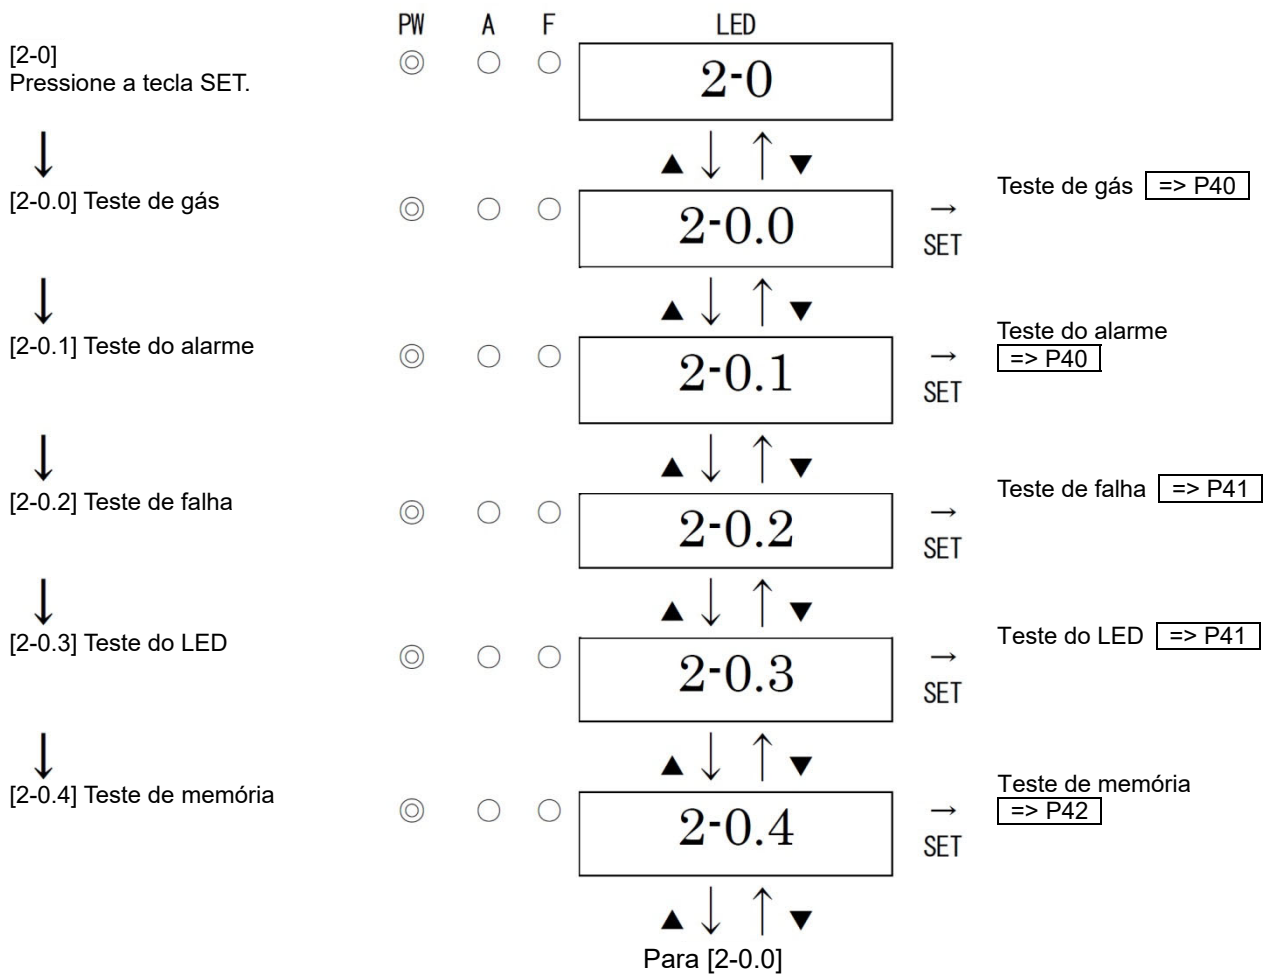 PW A F LED
[2-0]
Pressione a tecla SET.
2-0
▲ ↓ ↑ ▼
[2-0.0] Teste de gás
2-0.0
→
SET
Teste de gás => P40
▲ ↓ ↑ ▼
[2-0.1] Teste do alarme
2-0.1
→
SET
Teste do alarme
=> P40
▲ ↓ ↑ ▼
[2-0.2] Teste de falha
2-0.2
→
SET
Teste de falha => P41
▲ ↓ ↑ ▼
[2-0.3] Teste do LED
2-0.3
→
SET
Teste do LED => P41
▲ ↓ ↑ ▼
[2-0.4] Teste de memória
2-0.4
→
SET
Teste de memória
=> P42
▲ ↓ ↑ ▼
Para [2-0.0]